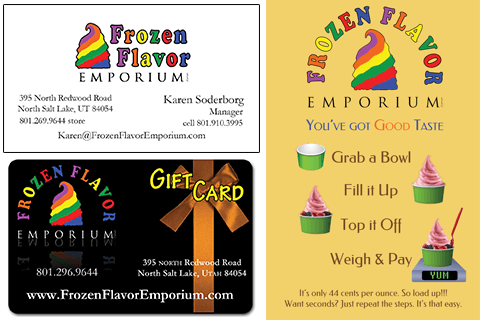 Frozen
Flavor
EMPORIUM
395 North Redwood Road
North Salt Lake, UT 84054
801.269.9644 store
Karen Soderborg
Manager
cell 801.910.3995
Karen@FrozenFlavorEmporium.com
FROZEN FLAVOR
EMPORIUM
801.296.9644
GIFT CARD
395 NORTH REDWOOD ROAD
NORTH SALT LAKE, UTAH 84054
www.FrozenFlavorEmporium.com
FROZEN FLAVOR
EMPORIUM
YOU'VE GOT GOOD TASTE
Grab a Bowl
Fill it Up
Top it Off
Weigh & Pay
YUM
It's only 44 cents per ounce. So load up!!!
Want seconds? Just repeat the steps. It's that easy.